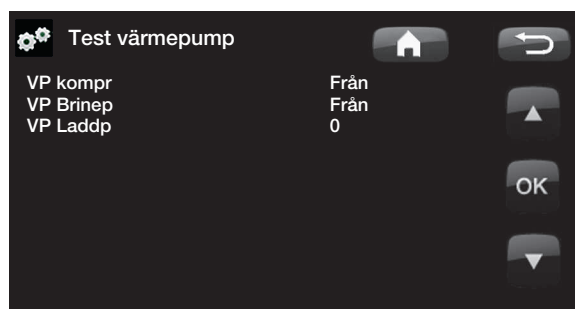 Test värmepump
VP kompr Från
VP Brinep Från
VP Laddp 0
OK